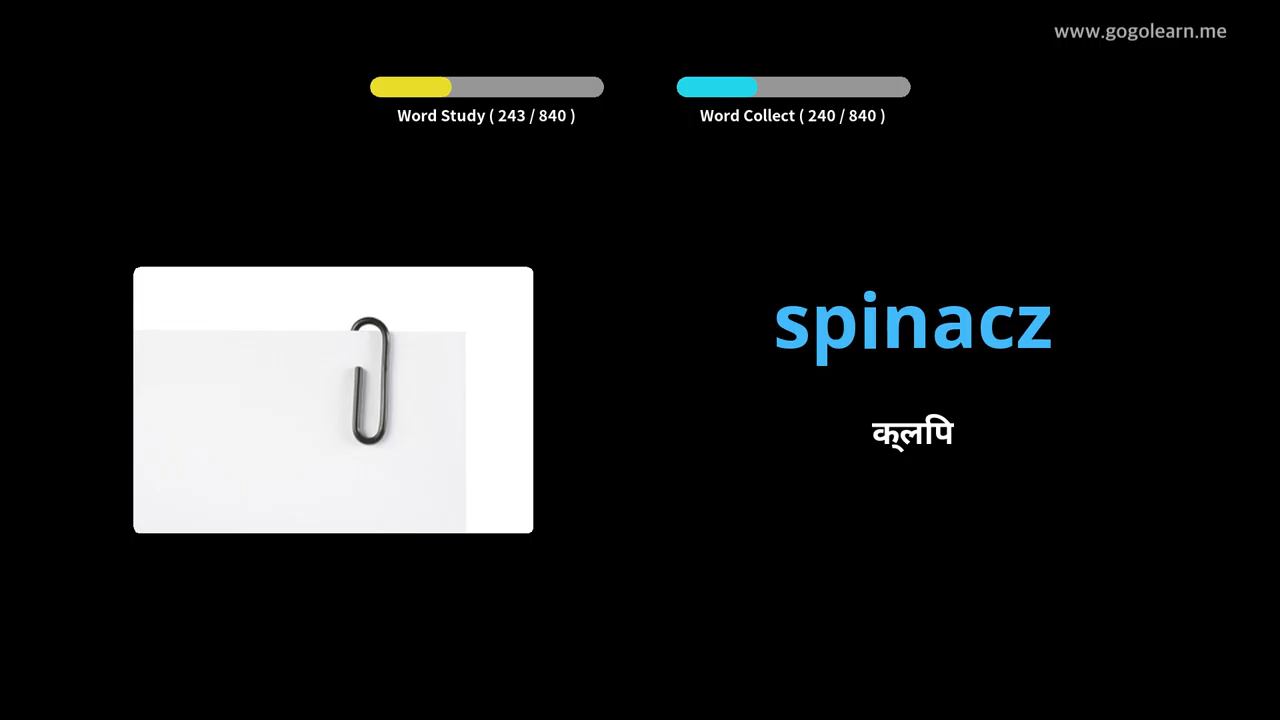 www.gogolearn.me
Word Study ( 243 / 840 )
Word Collect ( 240 / 840 )
spinacz
क्लपि